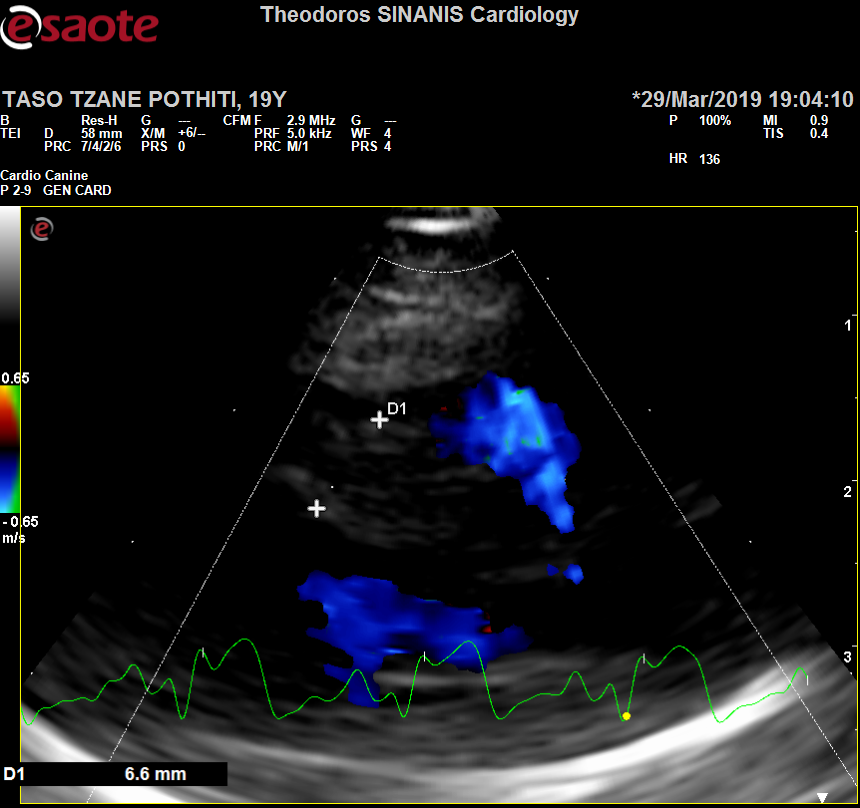 esaote
Theodoros SINANIS Cardiology
TASO TZANE POTHITI, 19Y
*29/Mar/2019 19:04:10
B Res-H G --- CFM F 2.9 MHz G --- P 100% MI 0.9
TEI D 58 mm X/M +6/-- PRF 5.0 kHz WF 4 TIS 0.4
PRC 7/4/2/6 PRS 0 PRC M/1 PRS 4
HR 136
Cardio Canine
P 2-9 GEN CARD
e
1
0.65
D1
2
- 0.65
m/s
3
D1 6.6 mm